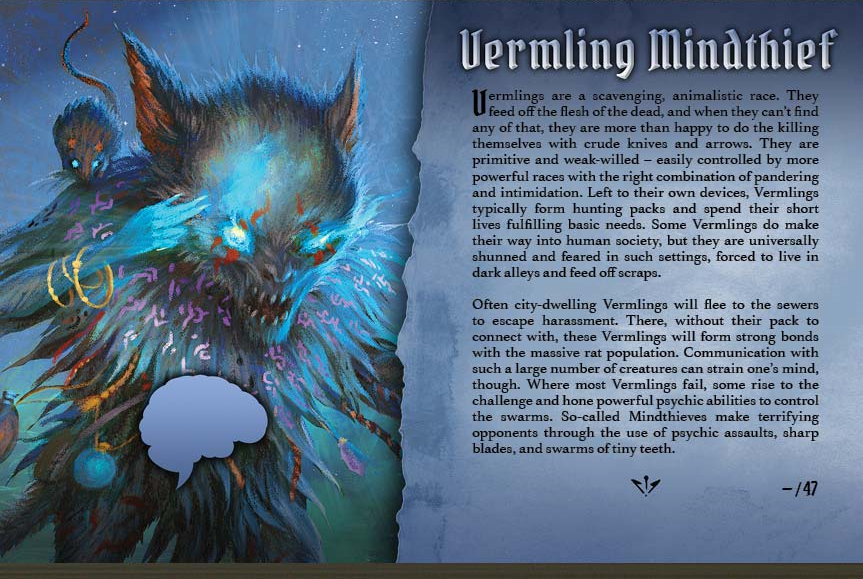 Vermling Mindthief
Vermlings are a scavenging, animalistic race. They
feed off the flesh of the dead, and when they can't find
any of that, they are more than happy to do the killing
themselves with crude knives and arrows. They are
primitive and weak-willed – easily controlled by more
powerful races with the right combination of pandering
and intimidation. Left to their own devices, Vermlings
typically form hunting packs and spend their short
lives fulfilling basic needs. Some Vermlings do make
their way into human society, but they are universally
shunned and feared in such settings, forced to live in
dark alleys and feed off scraps.
Often city-dwelling Vermlings will flee to the sewers
to escape harassment. There, without their pack to
connect with, these Vermlings will form strong bonds
with the massive rat population. Communication with
such a large number of creatures can strain one's mind,
though. Where most Vermlings fail, some rise to the
challenge and hone powerful psychic abilities to control
the swarms. So-called Mindthieves make terrifying
opponents through the use of psychic assaults, sharp
blades, and swarms of tiny teeth.
– / 47